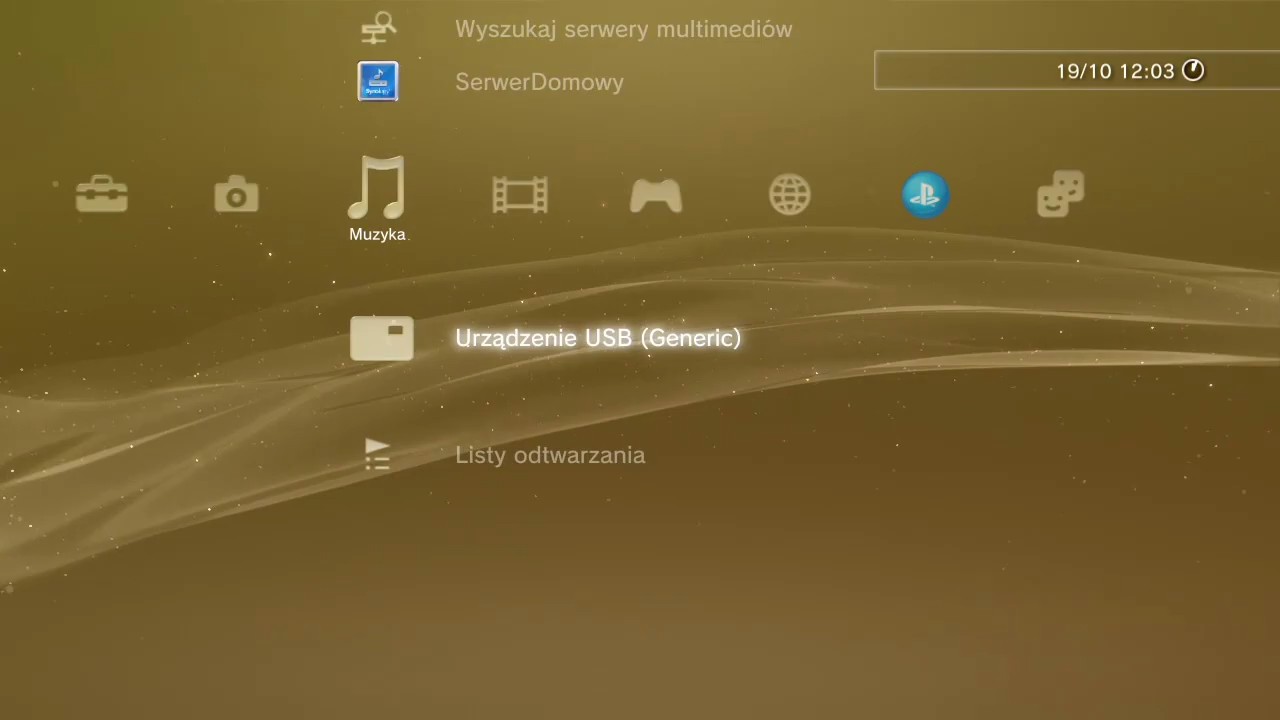 Wyszukaj serwery multimediów
SerwerDomowy
19/10 12:03
Muzyka
Urządzenie USB (Generic)
Listy odtwarzania